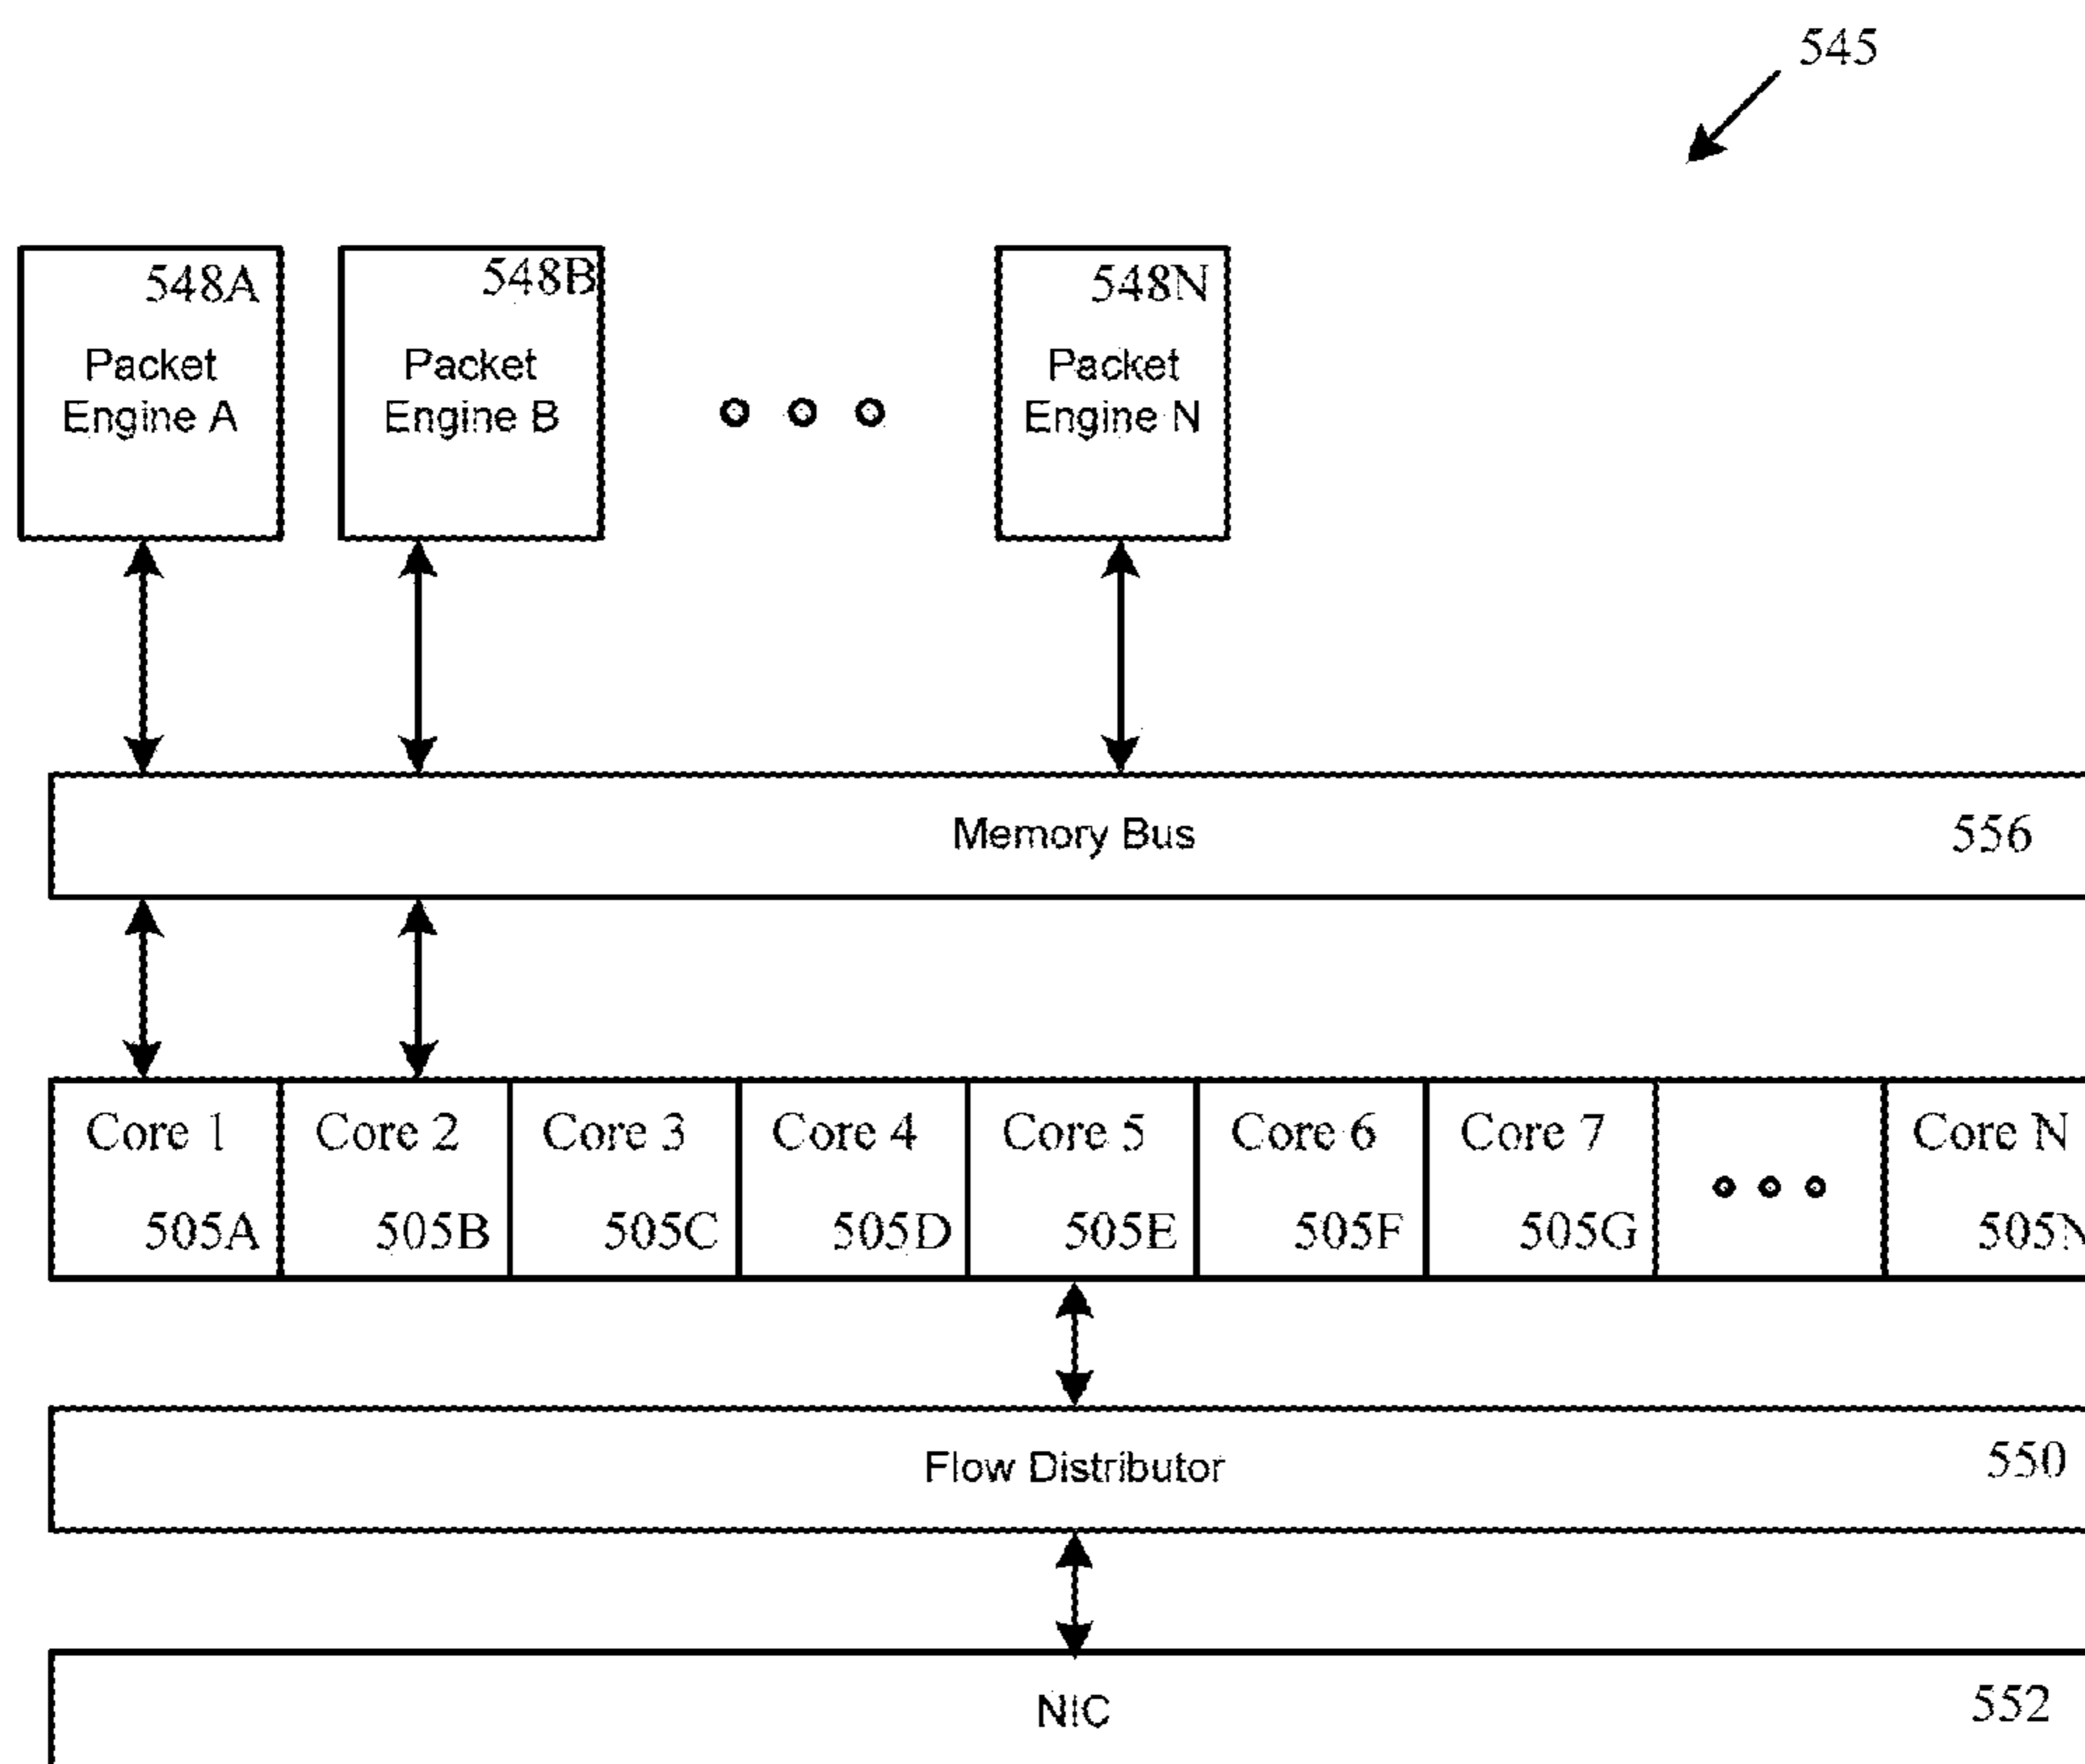 545
548A
Packet
Engine A
548B
Packet
Engine B
548N
Packet
Engine N
Memory Bus
556
Core 1
505A
Core 2
505B
Core 3
505C
Core 4
505D
Core 5
505E
Core 6
505F
Core 7
505G
Core N
505N
Flow Distributor
550
NIC
552